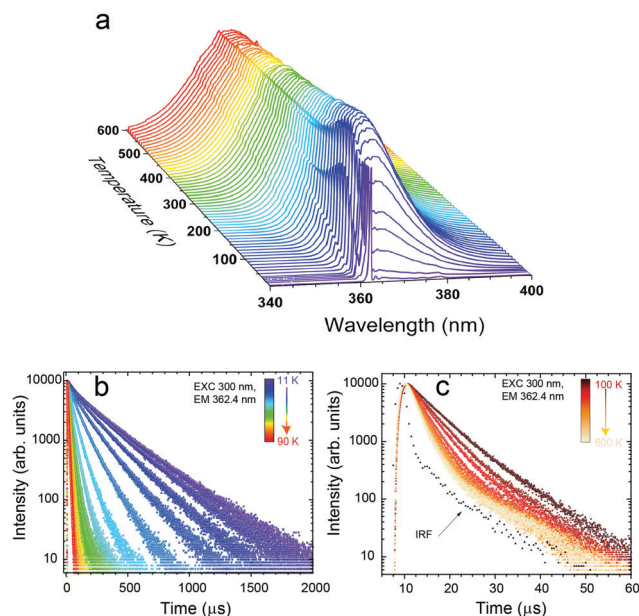 a
600
500
400
300
200
100
Temperature (K)
340
360
380
400
Wavelength (nm)
b
EXC 300 nm,
EM 362.4 nm
11 K
90 K
10000
1000
100
10
Intensity (arb. units)
0 500 1000 1500 2000
Time (μs)
c
EXC 300 nm,
EM 362.4 nm
100 K
600 K
10000
1000
100
10
Intensity (arb. units)
IRF
10 20 30 40 50 60
Time (μs)